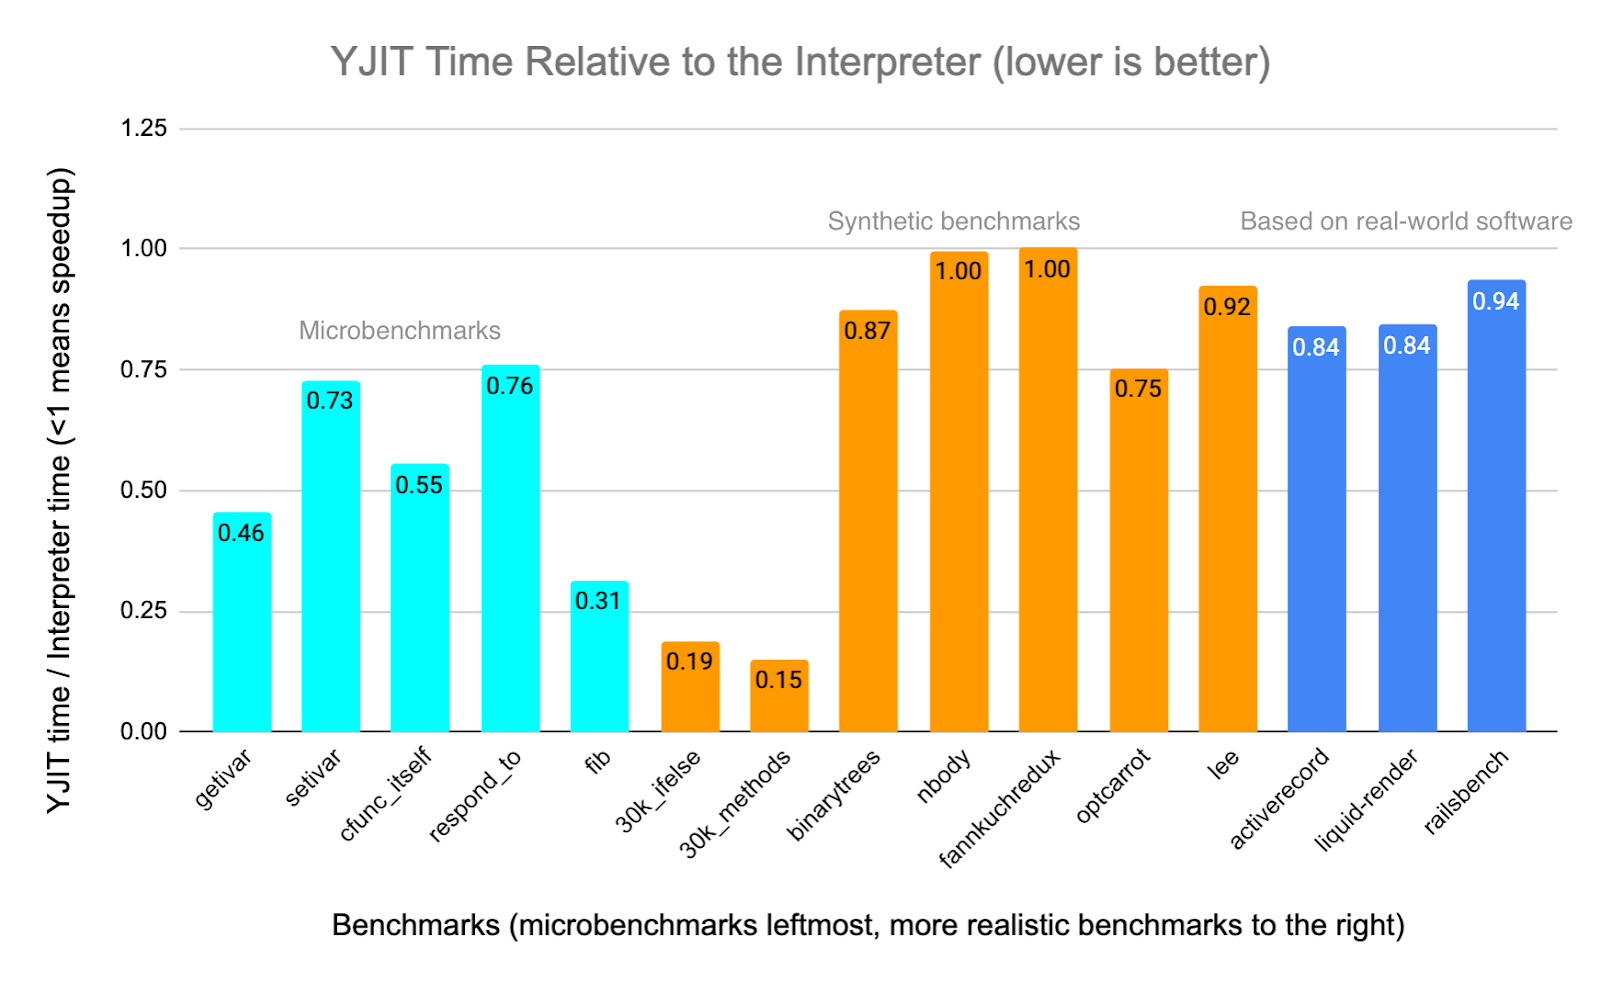 YJIT Time Relative to the Interpreter (lower is better)
YJIT time / Interpreter time (<1 means speedup)
1.25
1.00
0.75
0.50
0.25
0.00
Microbenchmarks
Synthetic benchmarks
Based on real-world software
0.46
0.73
0.55
0.76
0.31
0.19
0.15
0.87
1.00
1.00
0.75
0.92
0.84
0.84
0.94
getivar
setivar
cfunc_itself
respond_to
fib
30k_ifelse
30k_methods
binarytrees
nbody
fannkuchredux
optcarrot
lee
activerecord
liquid-render
railsbench
Benchmarks (microbenchmarks leftmost, more realistic benchmarks to the right)